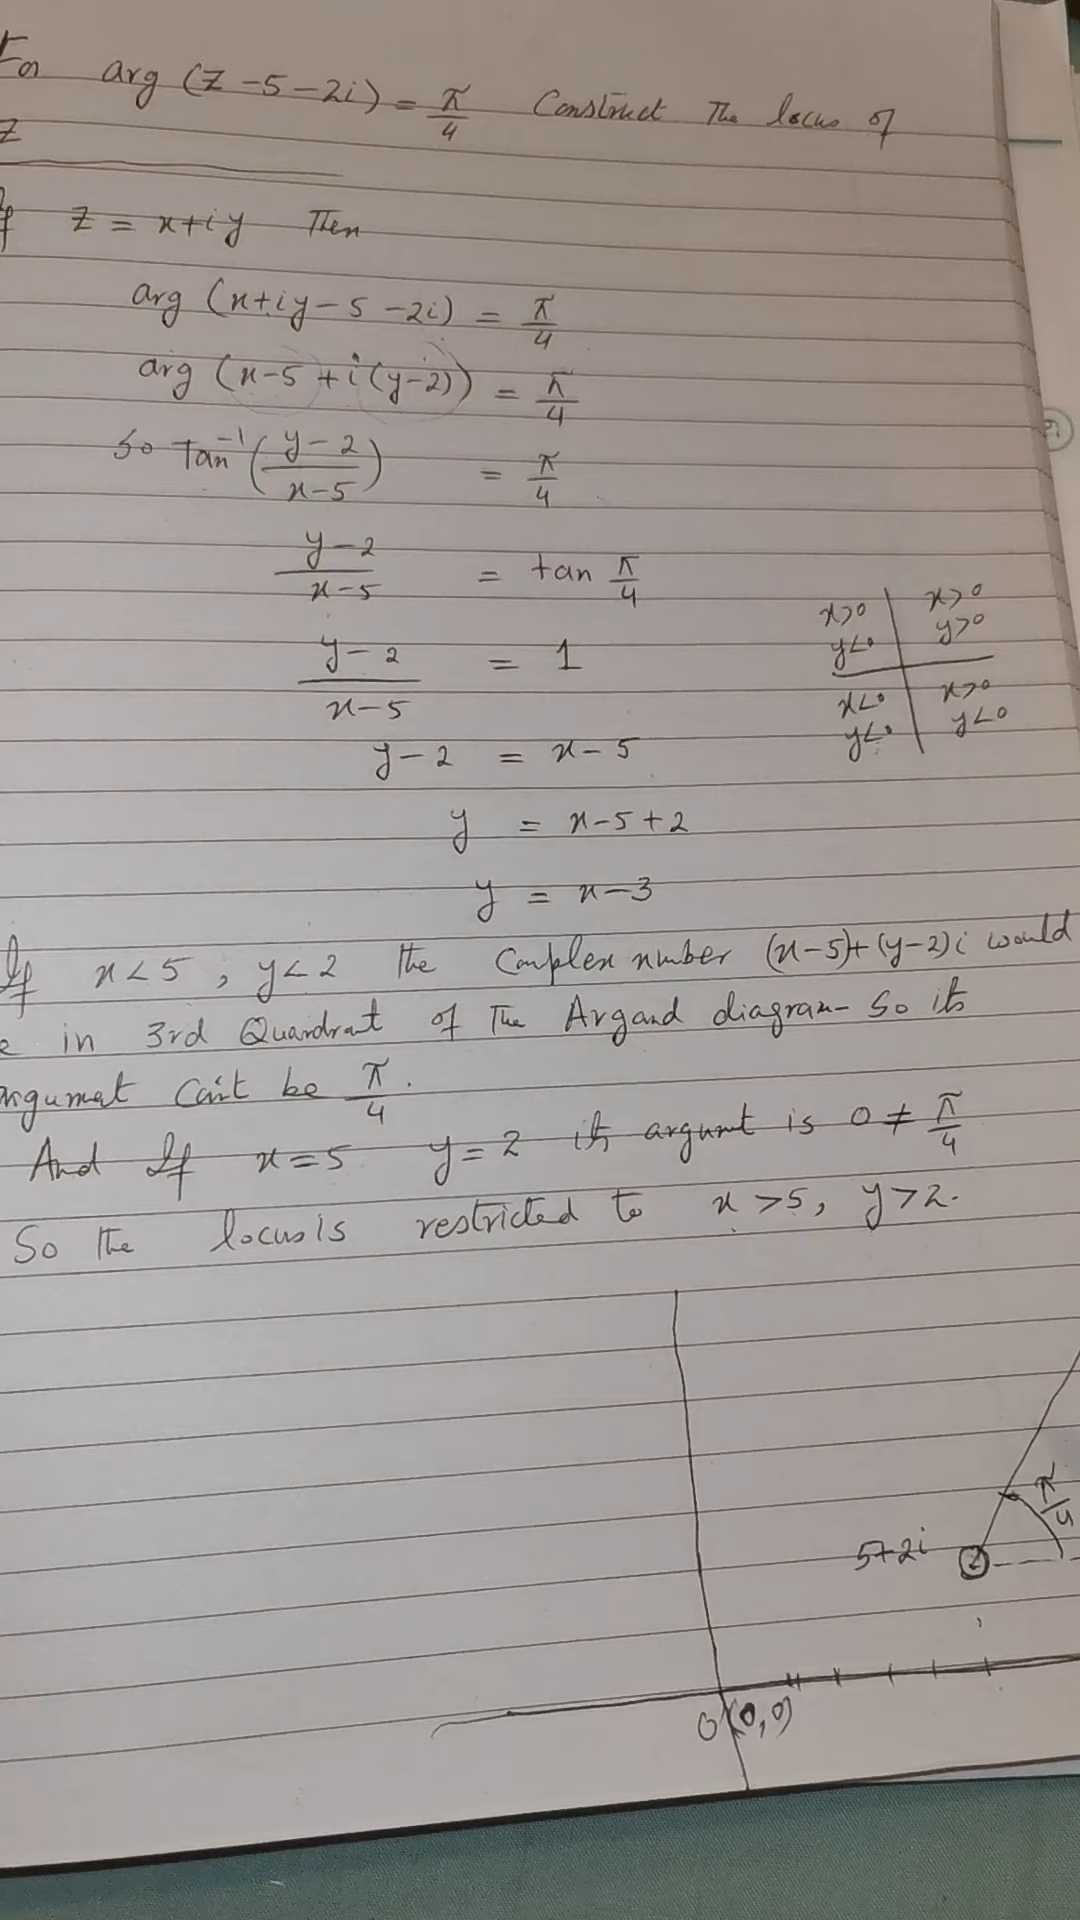 For arg (z-5-2i) = π/4 Construct The locus of
z
If z = x+iy Then
arg (x+iy-5-2i) = π/4
arg (x-5+i(y-2)) = π/4
So Tan⁻¹((y-2)/(x-5)) = π/4
(y-2)/(x-5) = tan π/4
x>0 y<0 | x>0 y>0
(y-2)/(x-5) = 1
x<0 y<0 | x>0 y<0
y-2 = x-5
y = x-5+2
y = x-3
If x<5, y<2 the Complex number (x-5)+(y-2)i would
e in 3rd Quadrant of The Argand diagram- So its
argumet Can't be π/4.
And If x=5 y=2 its argumt is 0 ≠ π/4
So the locus is restricted to x>5, y>2.
π/4
5+2i
O(0,0)